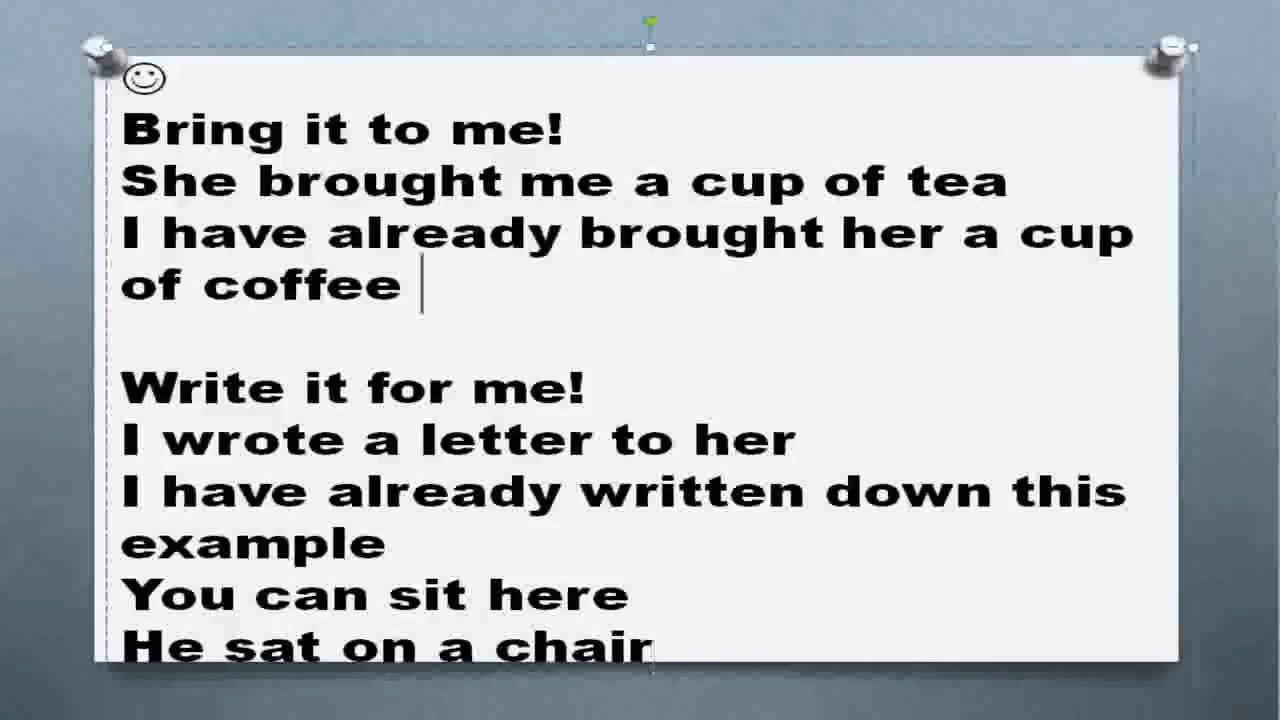 Bring it to me!
She brought me a cup of tea
I have already brought her a cup
of coffee
Write it for me!
I wrote a letter to her
I have already written down this
example
You can sit here
He sat on a chair